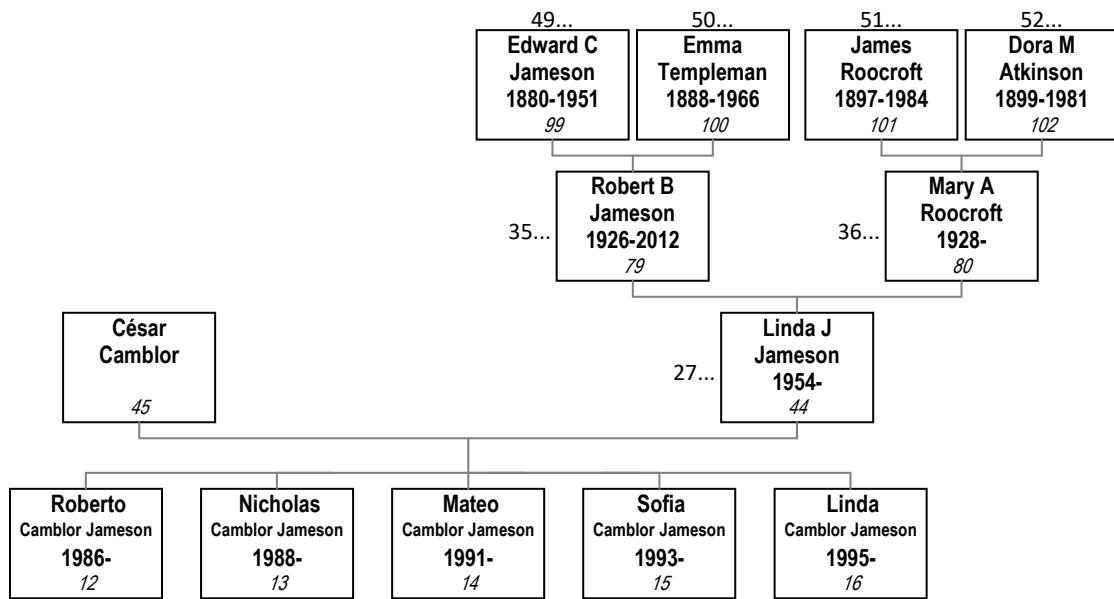 49...
50...
51...
52...
Edward C
Jameson
1880-1951
99
Emma
Templeman
1888-1966
100
James
Roocroft
1897-1984
101
Dora M
Atkinson
1899-1981
102
35...
Robert B
Jameson
1926-2012
79
36...
Mary A
Roocroft
1928-
80
César
Camblor
45
27...
Linda J
Jameson
1954-
44
Roberto
Camblor Jameson
1986-
12
Nicholas
Camblor Jameson
1988-
13
Mateo
Camblor Jameson
1991-
14
Sofia
Camblor Jameson
1993-
15
Linda
Camblor Jameson
1995-
16